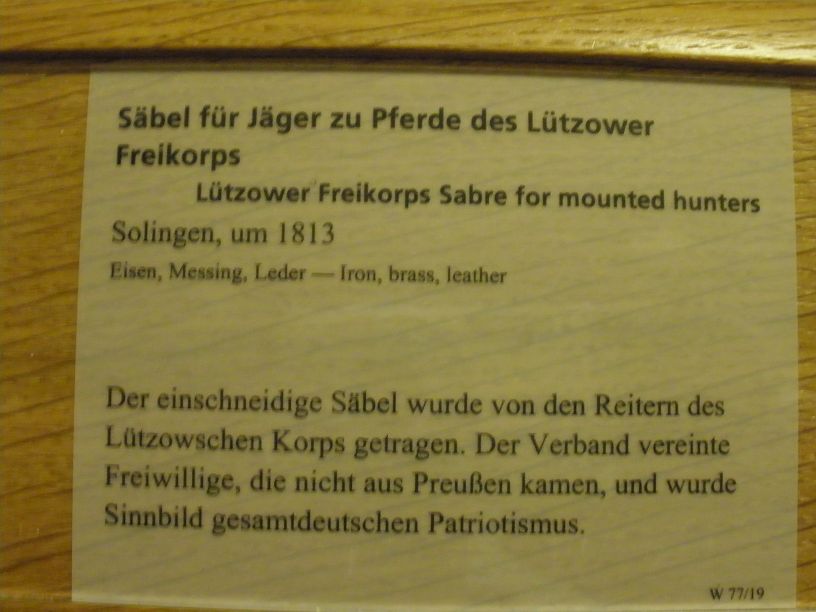 Säbel für Jäger zu Pferde des Lützower
Freikorps
Lützower Freikorps Sabre for mounted hunters
Solingen, um 1813
Eisen, Messing, Leder — Iron, brass, leather
Der einschneidige Säbel wurde von den Reitern des
Lützowschen Korps getragen. Der Verband vereinte
Freiwillige, die nicht aus Preußen kamen, und wurde
Sinnbild gesamtdeutschen Patriotismus.
W 77/19